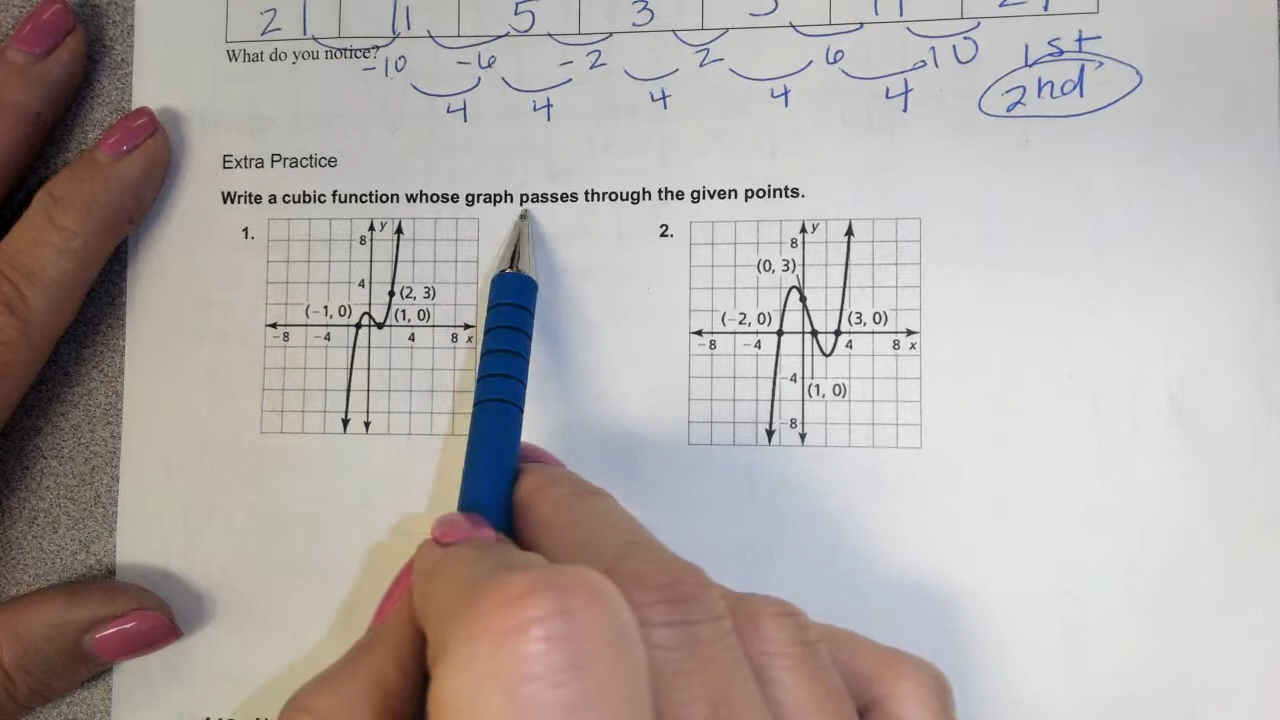 21 11 5 3 5 11 21
What do you notice?
-10 -6 -2 2 6 10 1st
4 4 4 4 4 2nd
Extra Practice
Write a cubic function whose graph passes through the given points.
1.
y
8
4
(2, 3)
(-1, 0)
(1, 0)
-8 -4 4 8 x
2.
y
8
(0, 3)
(-2, 0)
(3, 0)
-8 -4 4 8 x
-4
(1, 0)
-8